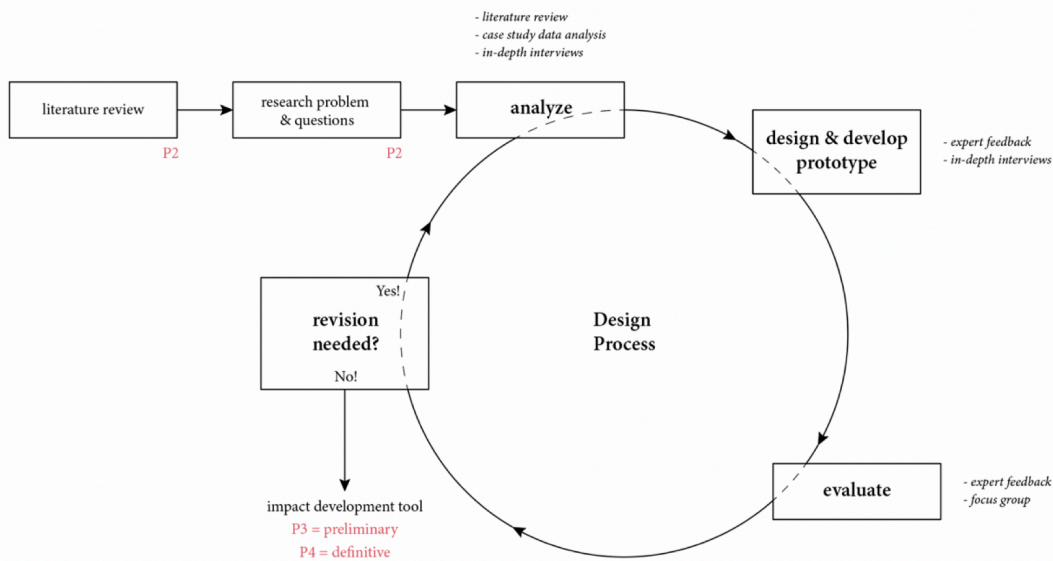 - literature review
- case study data analysis
- in-depth interviews
literature review
P2
research problem
& questions
P2
analyze
design & develop
prototype
- expert feedback
- in-depth interviews
Yes!
revision
needed?
No!
Design
Process
evaluate
- expert feedback
- focus group
impact development tool
P3 = preliminary
P4 = definitive